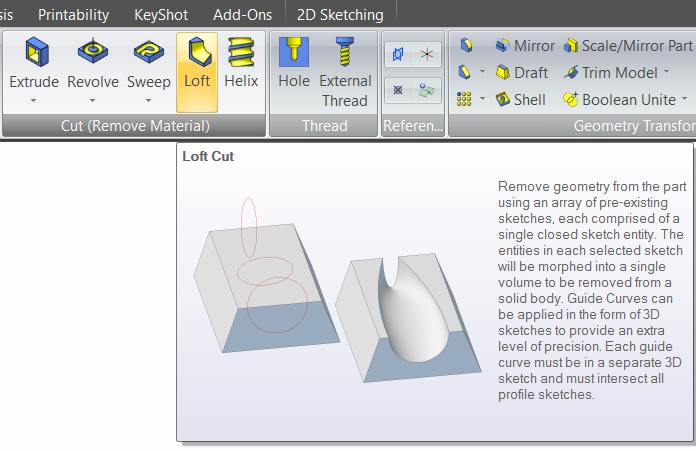 sis Printability KeyShot Add-Ons 2D Sketching
Mirror Scale/Mirror Part
Extrude Revolve Sweep Loft Helix Hole External Thread Draft Trim Model
Shell Boolean Unite
Cut (Remove Material) Thread Referen... Geometry Transfor
Loft Cut
Remove geometry from the part
using an array of pre-existing
sketches, each comprised of a
single closed sketch entity. The
entities in each selected sketch
will be morphed into a single
volume to be removed from a
solid body. Guide Curves can
be applied in the form of 3D
sketches to provide an extra
level of precision. Each guide
curve must be in a separate 3D
sketch and must intersect all
profile sketches.